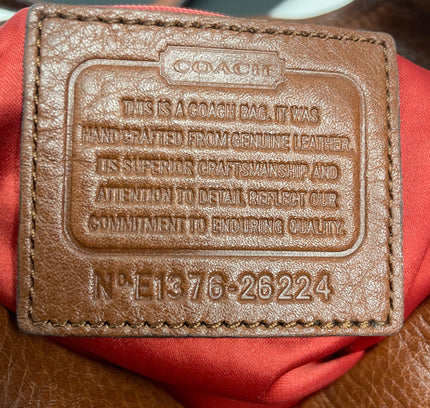 COACH
THIS IS A COACH BAG. IT WAS
HANDCRAFTED FROM GENUINE LEATHER.
ITS SUPERIOR CRAFTSMANSHIP AND
ATTENTION TO DETAIL REFLECT OUR
COMMITMENT TO ENDURING QUALITY.
Nº E1376-26224